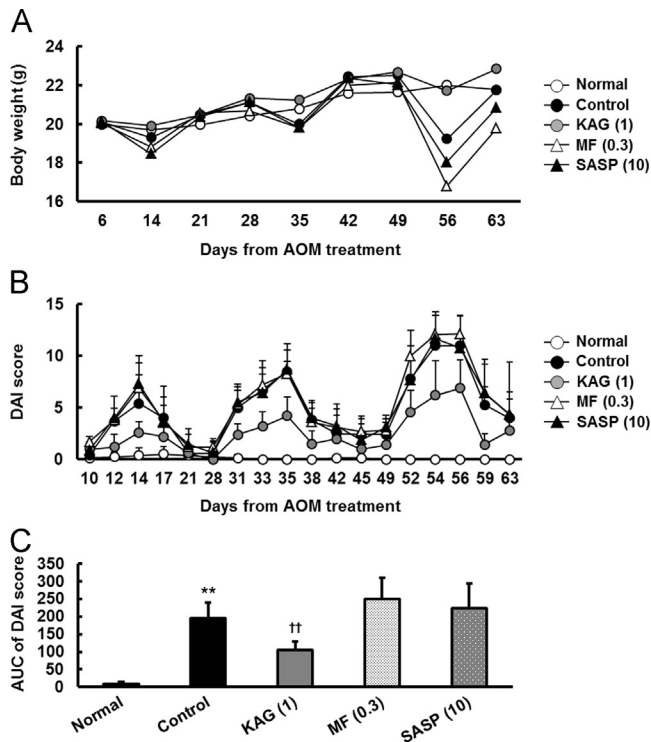 A
Body weight (g)
24
22
20
18
16
6 14 21 28 35 42 49 56 63
Days from AOM treatment
Normal
Control
KAG (1)
MF (0.3)
SASP (10)
B
DAI score
15
10
5
0
10 12 14 17 21 28 31 33 35 38 42 45 49 52 54 56 59 63
Days from AOM treatment
Normal
Control
KAG (1)
MF (0.3)
SASP (10)
C
AUC of DAI score
350
300
250
200
150
100
50
0
**
††
Normal
Control
KAG (1)
MF (0.3)
SASP (10)